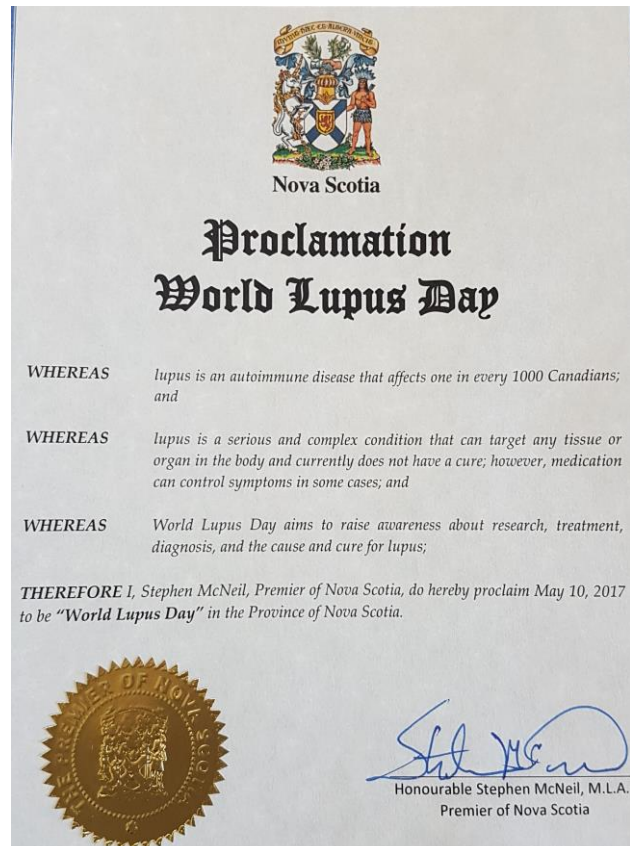 Nova Scotia
Proclamation
World Lupus Day
WHEREAS lupus is an autoimmune disease that affects one in every 1000 Canadians;
and
WHEREAS lupus is a serious and complex condition that can target any tissue or
organ in the body and currently does not have a cure; however, medication
can control symptoms in some cases; and
WHEREAS World Lupus Day aims to raise awareness about research, treatment,
diagnosis, and the cause and cure for lupus;
THEREFORE I, Stephen McNeil, Premier of Nova Scotia, do hereby proclaim May 10, 2017
to be “World Lupus Day” in the Province of Nova Scotia.
THE PREMIER OF NOVA SCOTIA
Honourable Stephen McNeil, M.L.A.
Premier of Nova Scotia